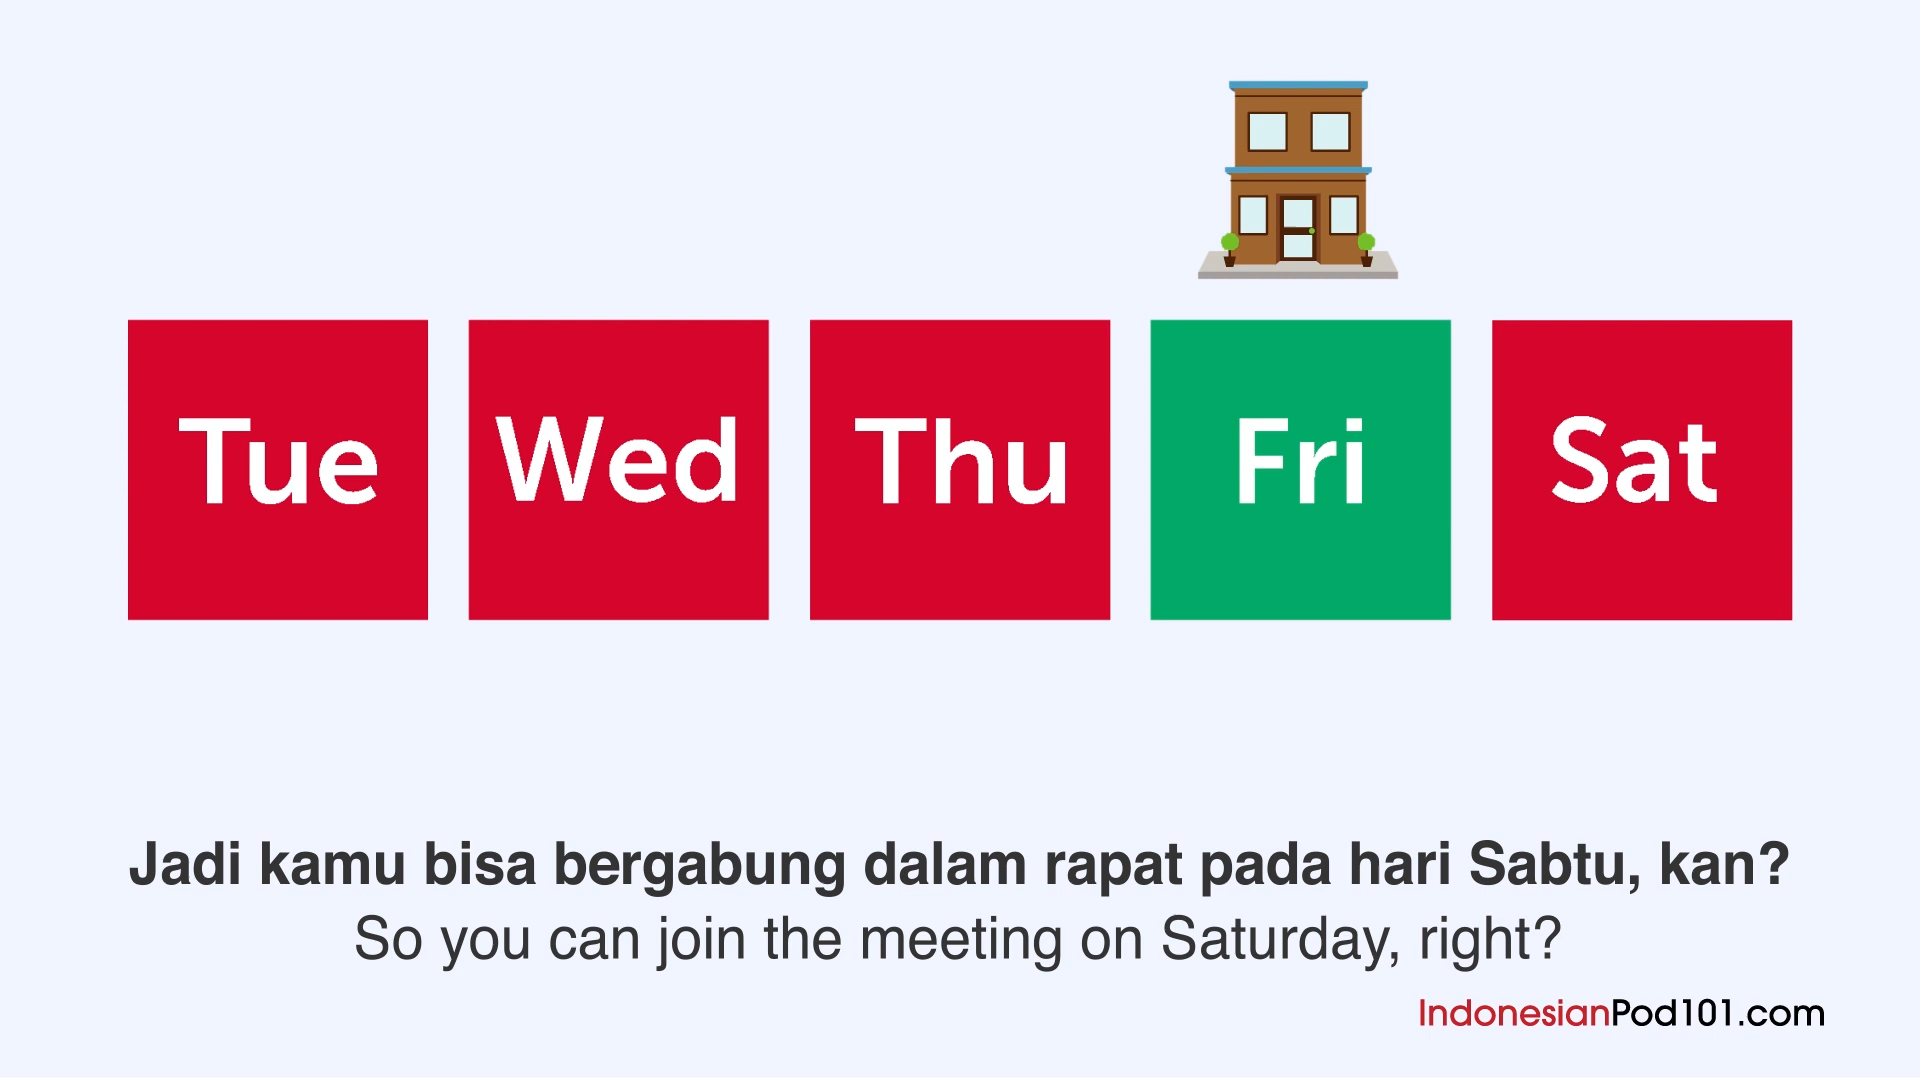 Tue Wed Thu Fri Sat
Jadi kamu bisa bergabung dalam rapat pada hari Sabtu, kan?
So you can join the meeting on Saturday, right?
IndonesianPod101.com